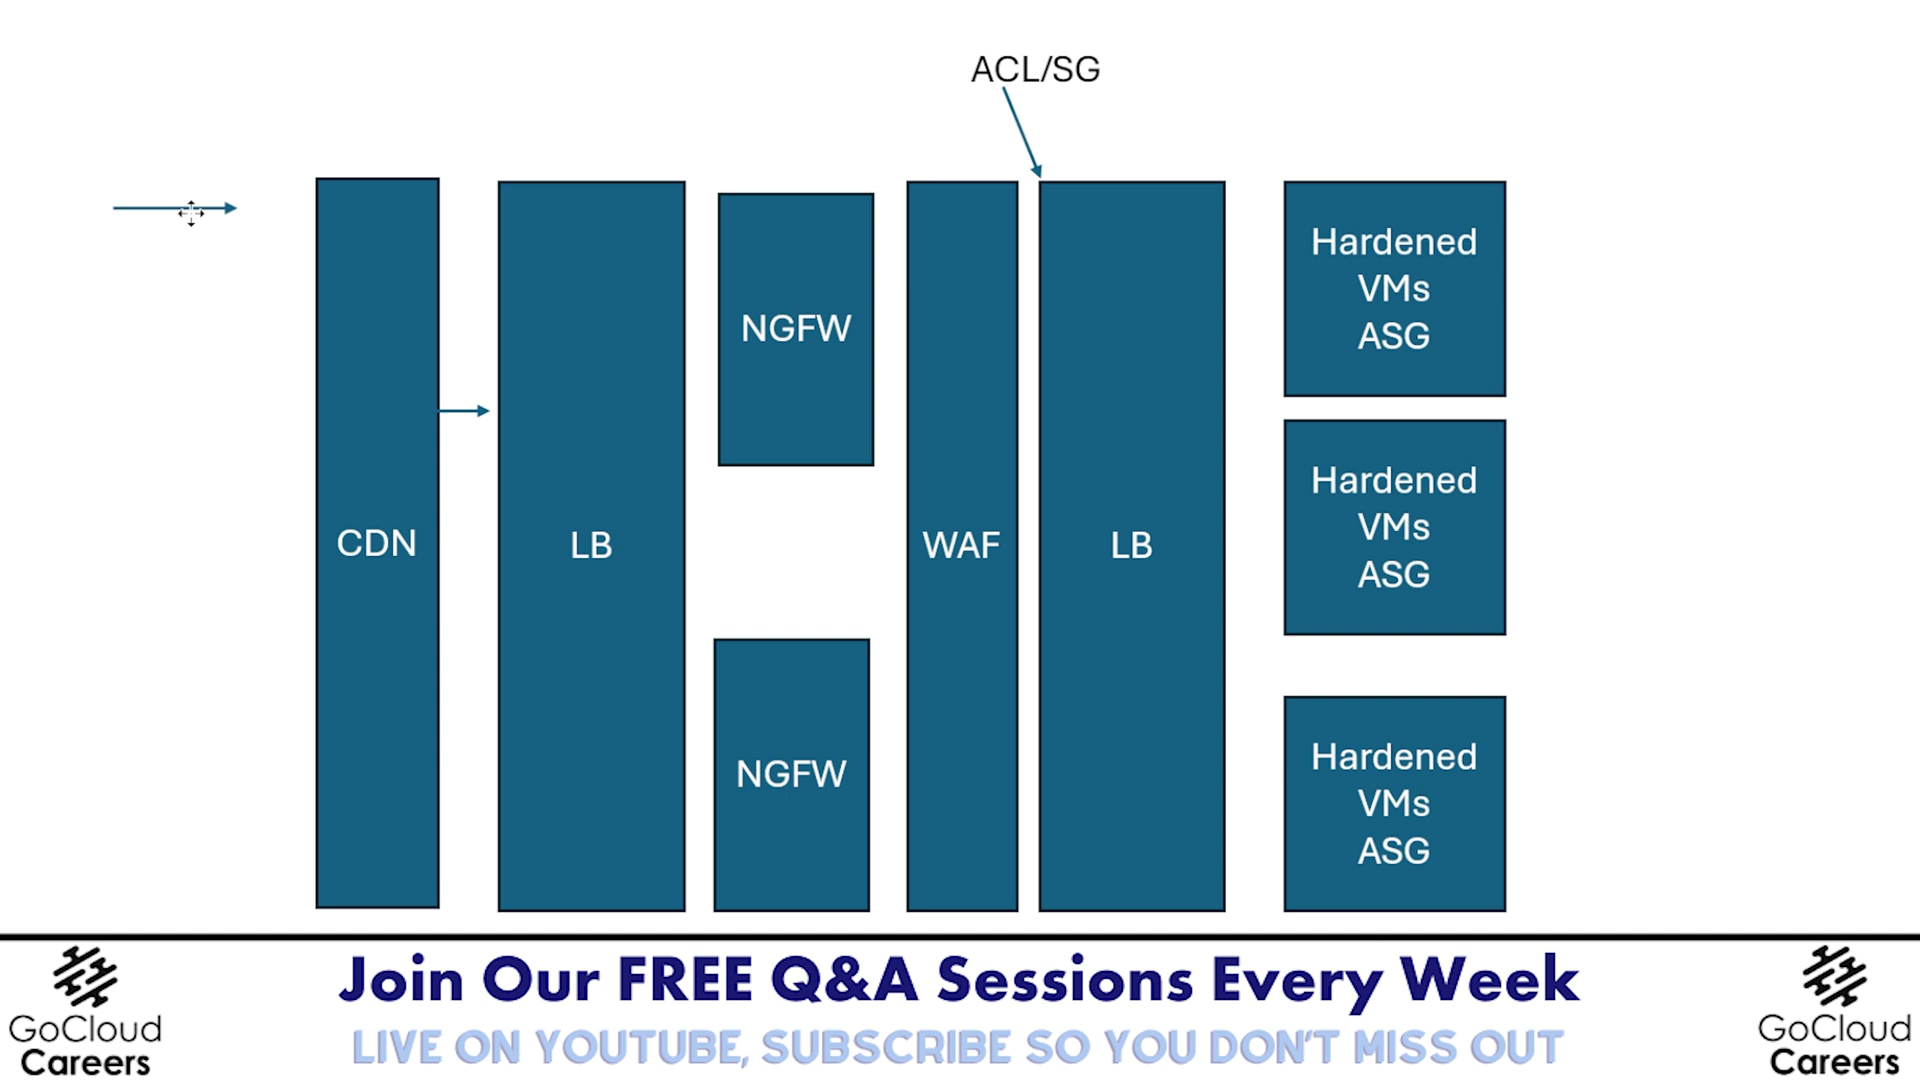 ACL/SG
CDN
LB
NGFW
NGFW
WAF
LB
Hardened
VMs
ASG
Hardened
VMs
ASG
Hardened
VMs
ASG
Join Our FREE Q&A Sessions Every Week
LIVE ON YOUTUBE, SUBSCRIBE SO YOU DON'T MISS OUT
GoCloud
Careers
GoCloud
Careers